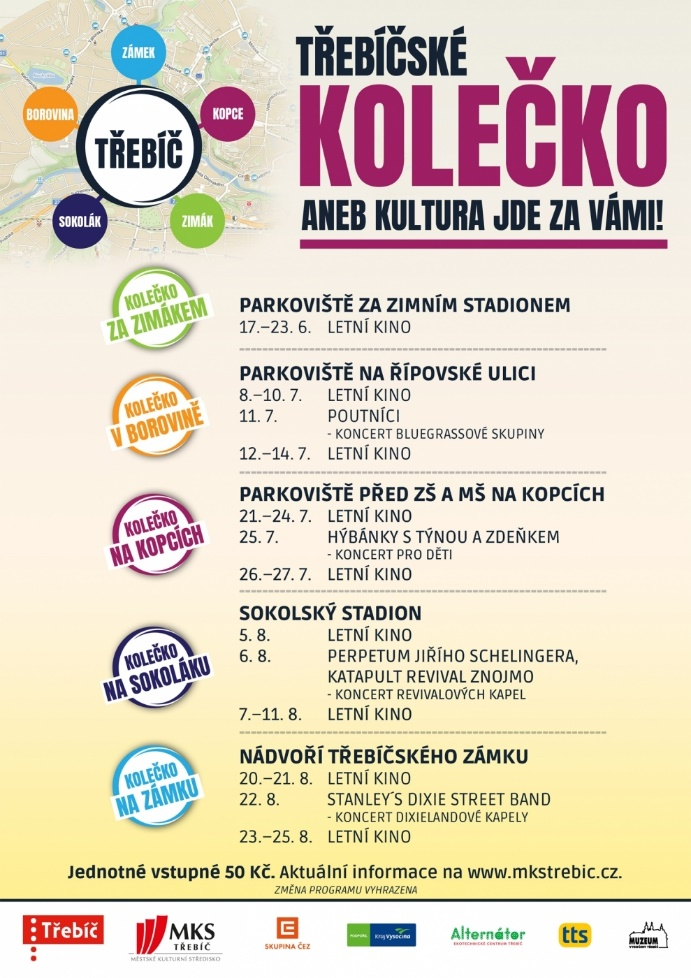 ZÁMEK
BOROVINA
KOPCE
TŘEBÍČ
SOKOLÁK
ZIMÁK
TŘEBÍČSKÉ
KOLEČKO
ANEB KULTURA JDE ZA VÁMI!
KOLEČKO
ZA ZIMÁKEM
PARKOVIŠTĚ ZA ZIMNÍM STADIONEM
17.–23. 6. LETNÍ KINO
KOLEČKO
V BOROVINĚ
PARKOVIŠTĚ NA ŘÍPOVSKÉ ULICI
8.–10. 7. LETNÍ KINO
11. 7. POUTNÍCI
- KONCERT BLUEGRASSOVÉ SKUPINY
12.–14. 7. LETNÍ KINO
KOLEČKO
NA KOPCÍCH
PARKOVIŠTĚ PŘED ZŠ A MŠ NA KOPCÍCH
21.–24. 7. LETNÍ KINO
25. 7. HÝBÁNKY S TÝNOU A ZDEŇKEM
- KONCERT PRO DĚTI
26.–27. 7. LETNÍ KINO
KOLEČKO
NA SOKOLÁKU
SOKOLSKÝ STADION
5. 8. LETNÍ KINO
6. 8. PERPETUM JIŘÍHO SCHELINGERA,
KATAPULT REVIVAL ZNOJMO
- KONCERT REVIVALOVÝCH KAPEL
7.–11. 8. LETNÍ KINO
KOLEČKO
NA ZÁMKU
NÁDVOŘÍ TŘEBÍČSKÉHO ZÁMKU
20.–21. 8. LETNÍ KINO
22. 8. STANLEY´S DIXIE STREET BAND
- KONCERT DIXIELANDOVÉ KAPELY
23.–25. 8. LETNÍ KINO
Jednotné vstupné 50 Kč. Aktuální informace na www.mkstrebic.cz.
ZMĚNA PROGRAMU VYHRAZENA
Třebíč
MKS
TŘEBÍČ
MĚSTSKÉ KULTURNÍ STŘEDISKO
SKUPINA ČEZ
Kraj Vysočina
Alternátor
EKOTECHNICKÉ CENTRUM TŘEBÍČ
tts
MUZEUM
VYSOČINY TŘEBÍČ